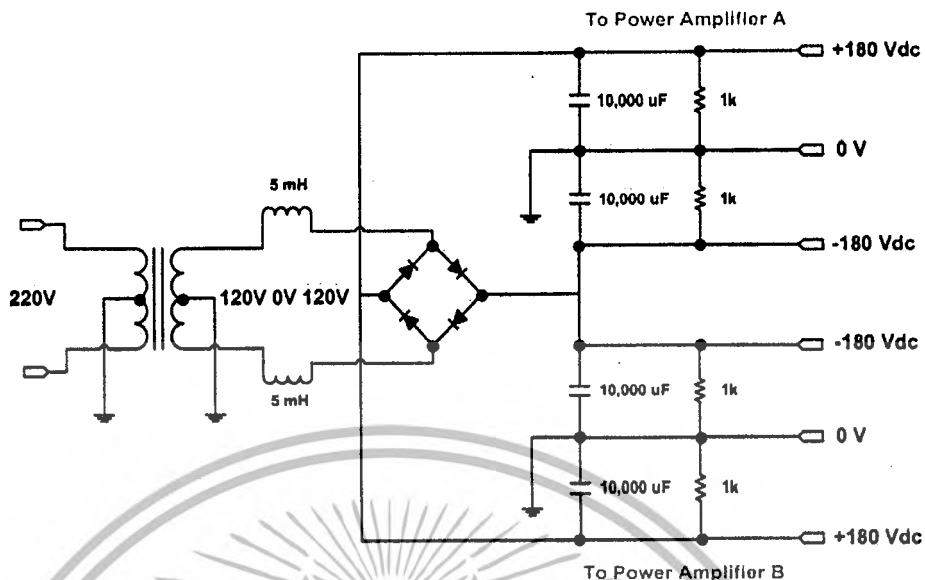 To Power Amplifier A
+180 Vdc
10,000 uF
1k
0 V
5 mH
10,000 uF
1k
-180 Vdc
220V
120V 0V 120V
-180 Vdc
5 mH
10,000 uF
1k
0 V
10,000 uF
1k
+180 Vdc
To Power Amplifier B